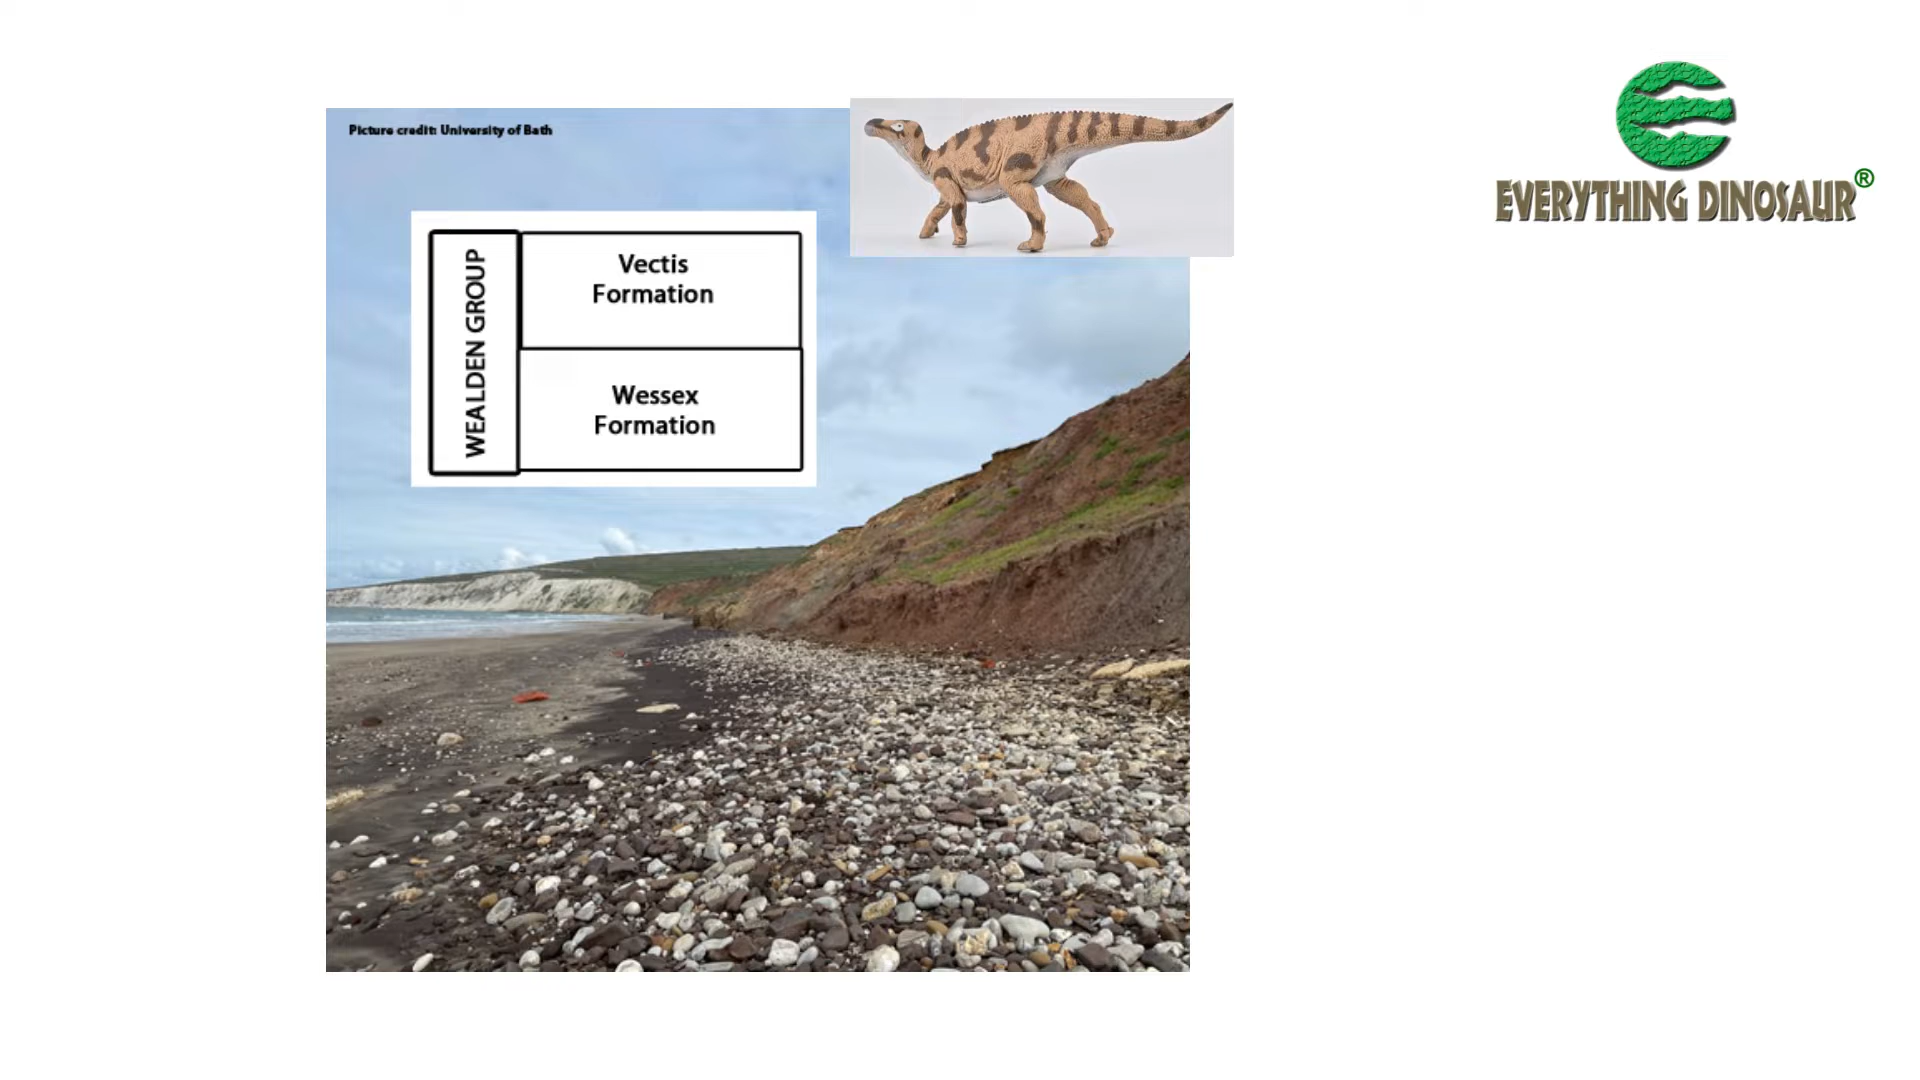 Picture credit: University of Bath
EVERYTHING DINOSAUR®
WEALDEN GROUP
Vectis
Formation
Wessex
Formation